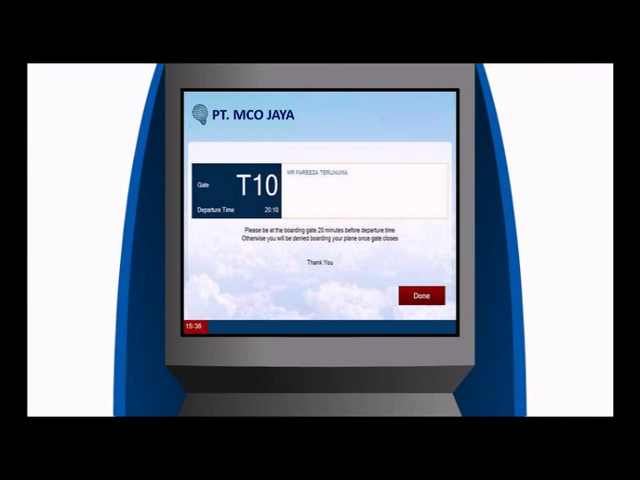 PT. MCO JAYA
MR FAREEZA TERUNUMA
Gate T10
Departure Time 20:10
Please be at the boarding gate 20 minutes before departure time
Otherwise you will be denied boarding your plane once gate closes
Thank You
Done
15:36